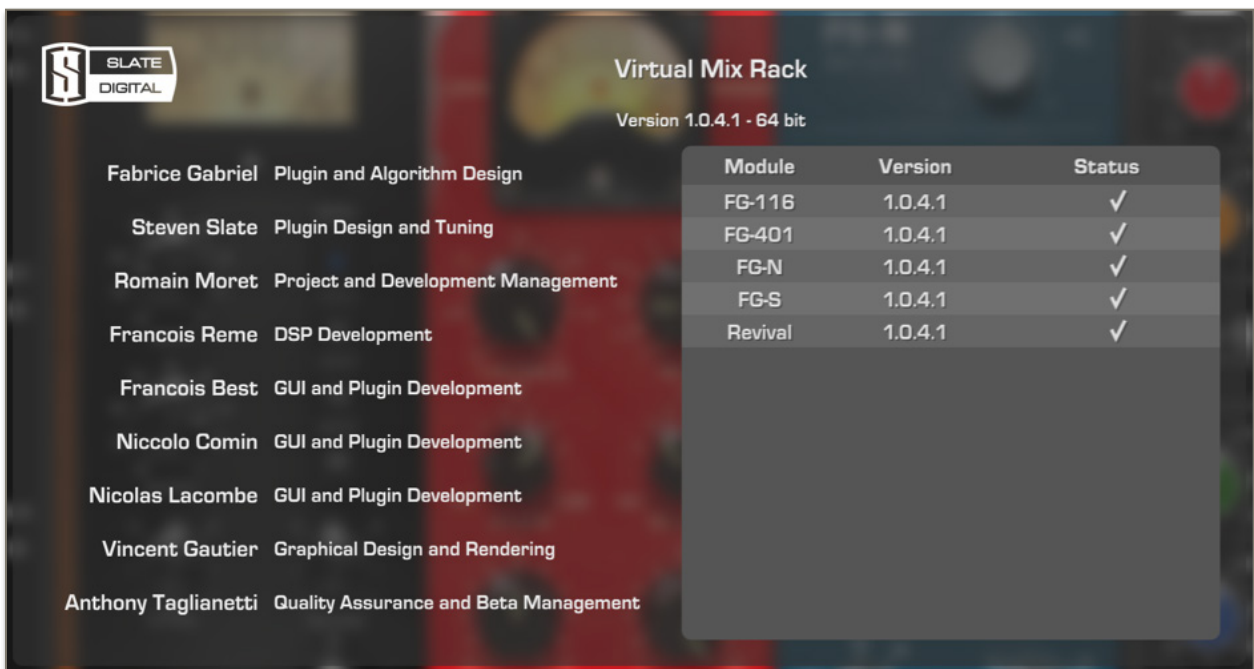 SLATE
DIGITAL
Virtual Mix Rack
Version 1.0.4.1 - 64 bit
Fabrice Gabriel Plugin and Algorithm Design
Steven Slate Plugin Design and Tuning
Romain Moret Project and Development Management
Francois Reme DSP Development
Francois Best GUI and Plugin Development
Niccolo Comin GUI and Plugin Development
Nicolas Lacombe GUI and Plugin Development
Vincent Gautier Graphical Design and Rendering
Anthony Taglianetti Quality Assurance and Beta Management
Module Version Status
FG-116 1.0.4.1 ✓
FG-401 1.0.4.1 ✓
FG-N 1.0.4.1 ✓
FG-S 1.0.4.1 ✓
Revival 1.0.4.1 ✓